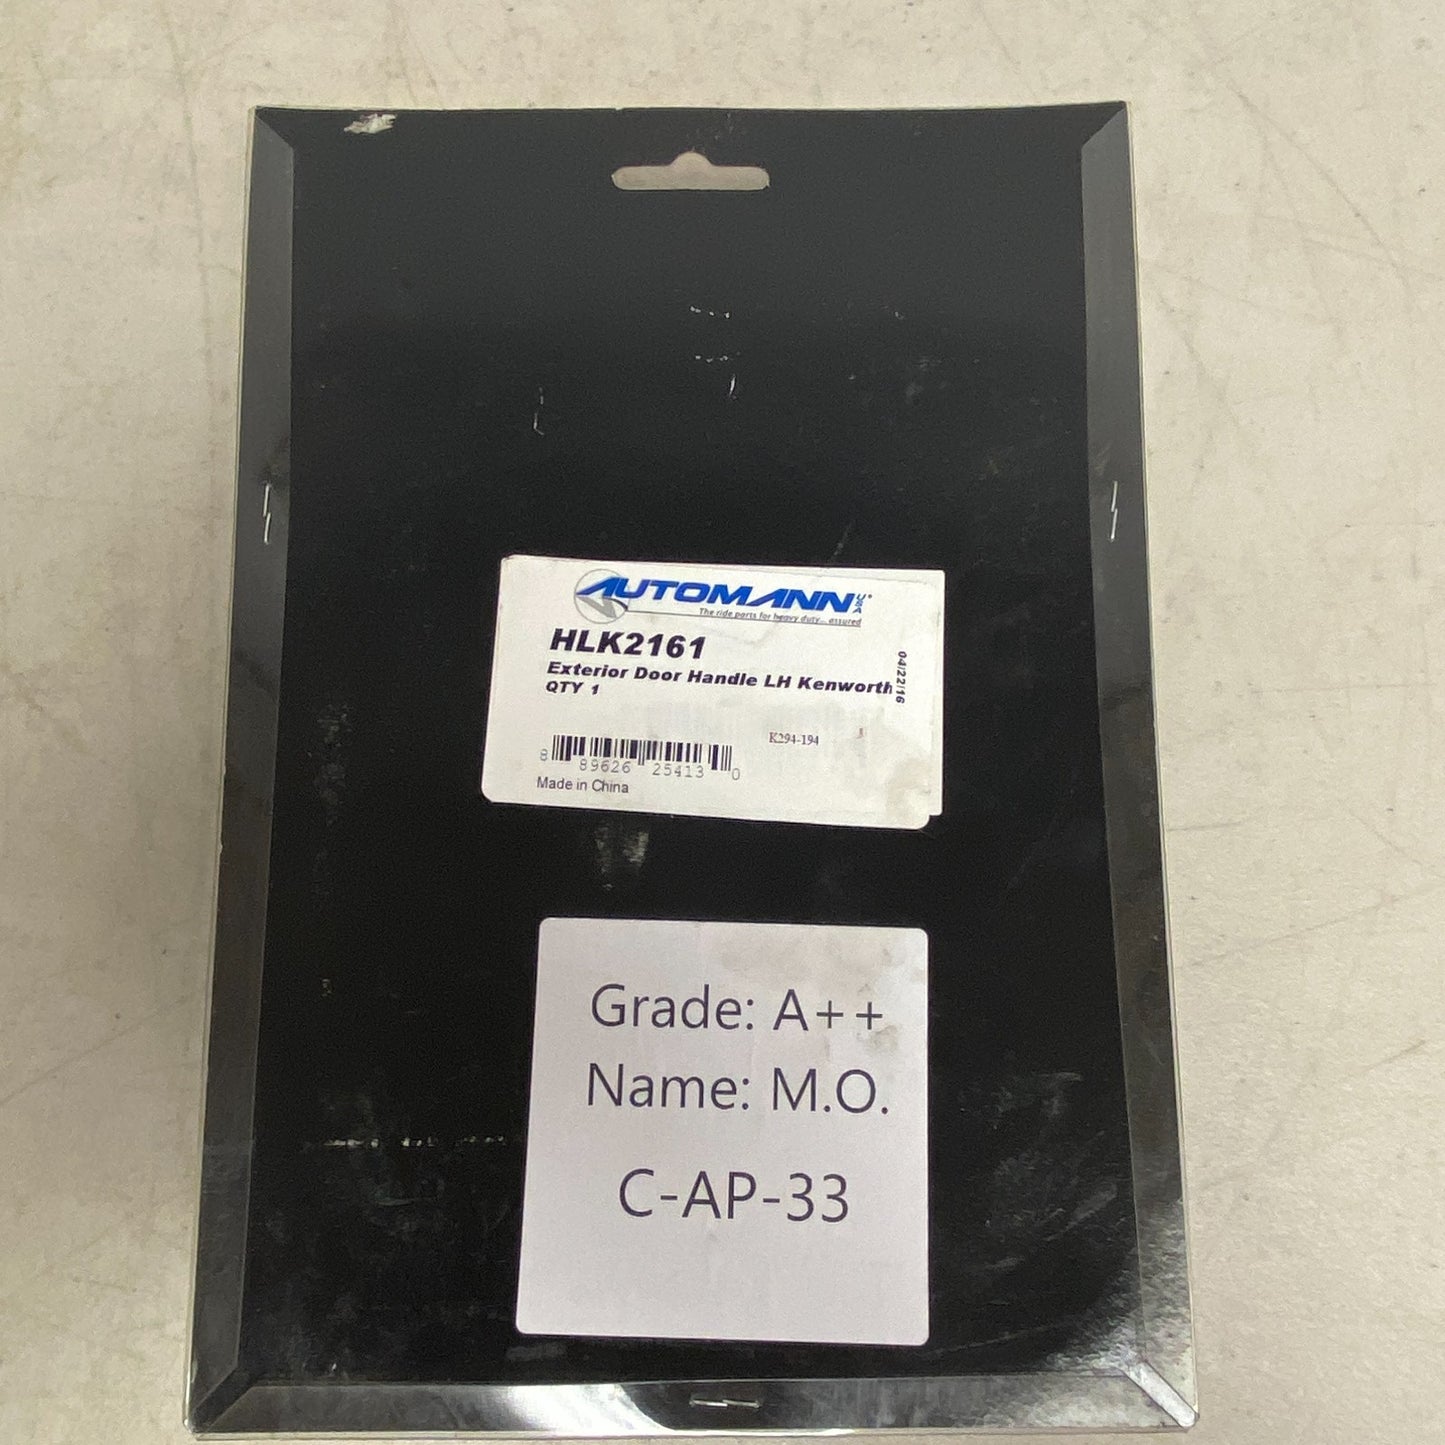 AUTOMANN USA®
The ride parts for heavy duty... assured
HLK2161
Exterior Door Handle LH Kenworth
QTY 1
04/22/16
K294-194
8 89626 25413 0
Made in China
Grade: A++
Name: M.O.
C-AP-33